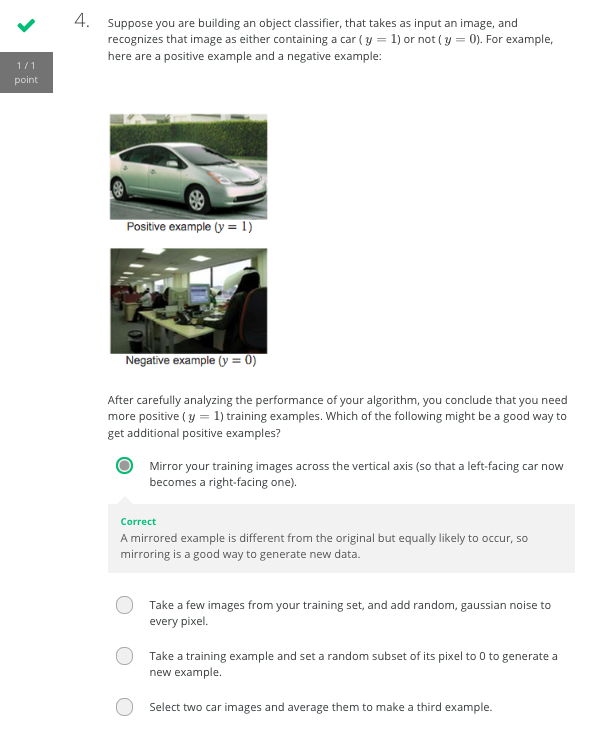 4.
Suppose you are building an object classifier, that takes as input an image, and
recognizes that image as either containing a car ( y = 1) or not ( y = 0). For example,
here are a positive example and a negative example:
1 / 1
point
Positive example (y = 1)
Negative example (y = 0)
After carefully analyzing the performance of your algorithm, you conclude that you need
more positive ( y = 1) training examples. Which of the following might be a good way to
get additional positive examples?
Mirror your training images across the vertical axis (so that a left-facing car now
becomes a right-facing one).
Correct
A mirrored example is different from the original but equally likely to occur, so
mirroring is a good way to generate new data.
Take a few images from your training set, and add random, gaussian noise to
every pixel.
Take a training example and set a random subset of its pixel to 0 to generate a
new example.
Select two car images and average them to make a third example.